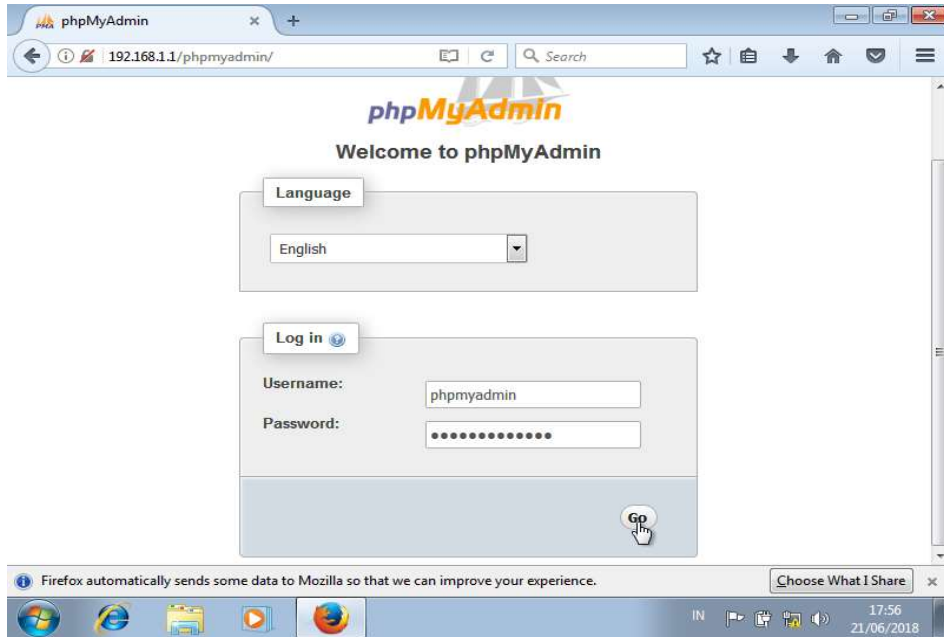 phpMyAdmin
192.168.1.1/phpmyadmin/
Search
phpMyAdmin
Welcome to phpMyAdmin
Language
English
Log in
Username:
phpmyadmin
Password:
•••••••••••••
Go
Firefox automatically sends some data to Mozilla so that we can improve your experience.
Choose What I Share
IN
17:56
21/06/2018